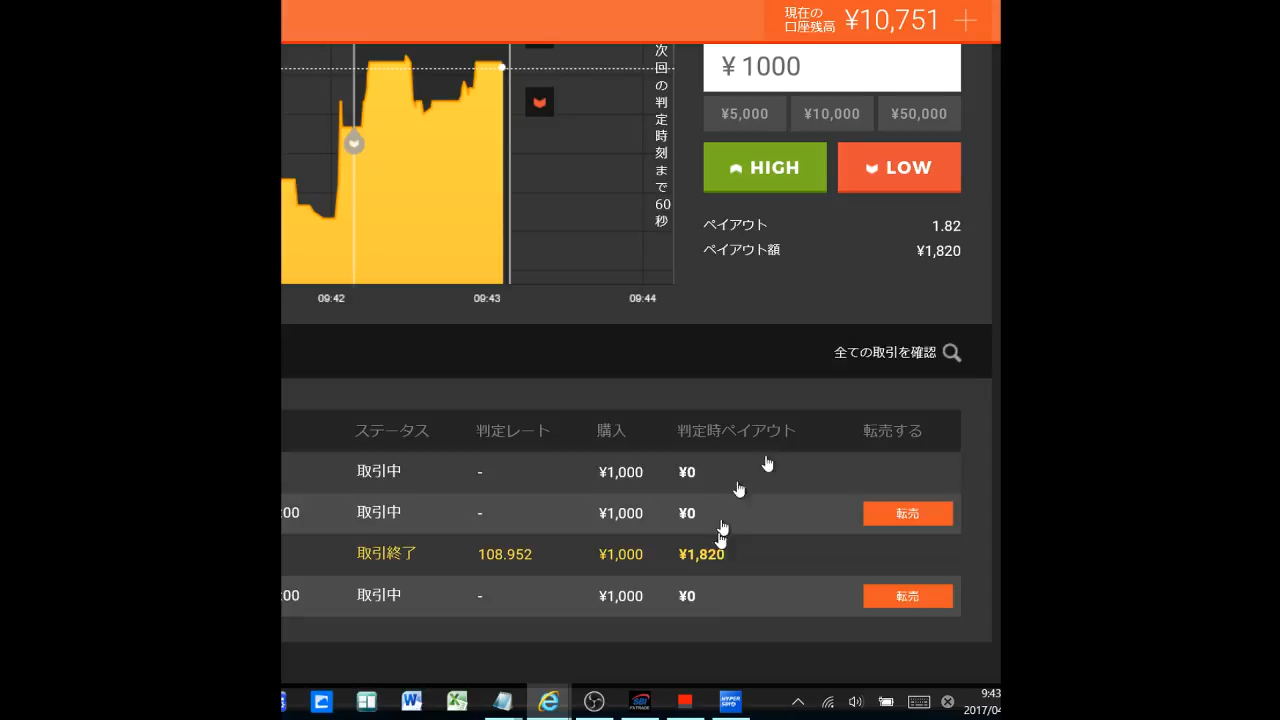 現在の
口座残高
¥10,751
次回の判定時刻まで60秒
¥ 1000
¥5,000
¥10,000
¥50,000
HIGH
LOW
ペイアウト
1.82
ペイアウト額
¥1,820
09:42
09:43
09:44
全ての取引を確認
ステータス
判定レート
購入
判定時ペイアウト
転売する
取引中
-
¥1,000
¥0
:00
取引中
-
¥1,000
¥0
転売
取引終了
108.952
¥1,000
¥1,820
:00
取引中
-
¥1,000
¥0
転売
SBI
FXTRADE
HYPER
9:43
2017/04